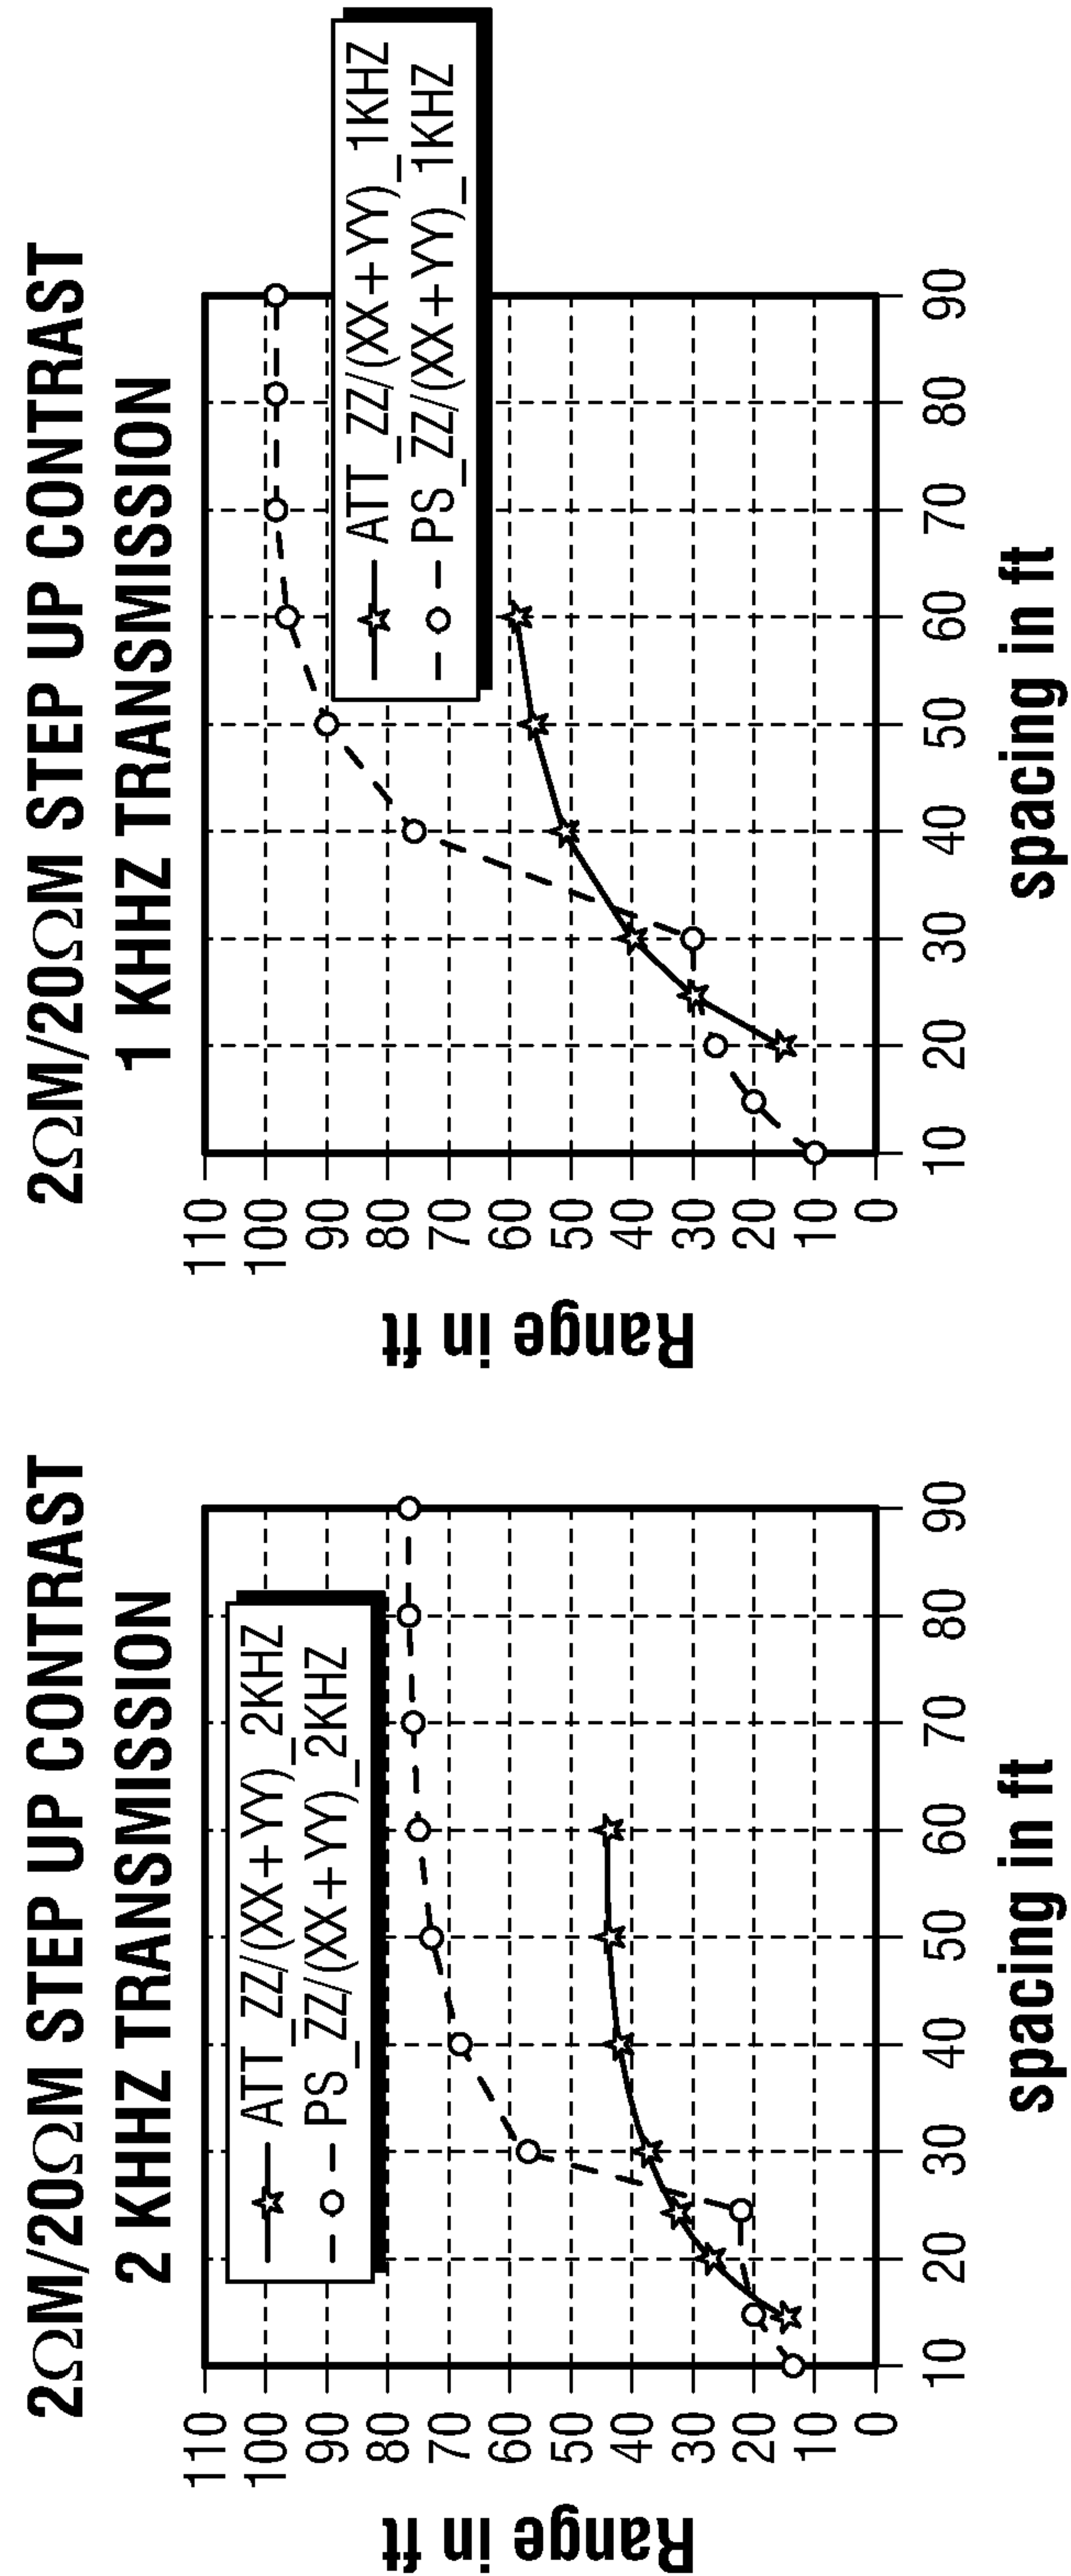 2ΩM/20ΩM STEP UP CONTRAST
2 KHHZ TRANSMISSION
Range in ft
110
100
90
80
70
60
50
40
30
20
10
0
ATT_ZZ/(XX+YY)_2KHZ
PS_ZZ/(XX+YY)_2KHZ
10 20 30 40 50 60 70 80 90
spacing in ft
2ΩM/20ΩM STEP UP CONTRAST
1 KHHZ TRANSMISSION
Range in ft
110
100
90
80
70
60
50
40
30
20
10
0
ATT_ZZ/(XX+YY)_1KHZ
PS_ZZ/(XX+YY)_1KHZ
10 20 30 40 50 60 70 80 90
spacing in ft